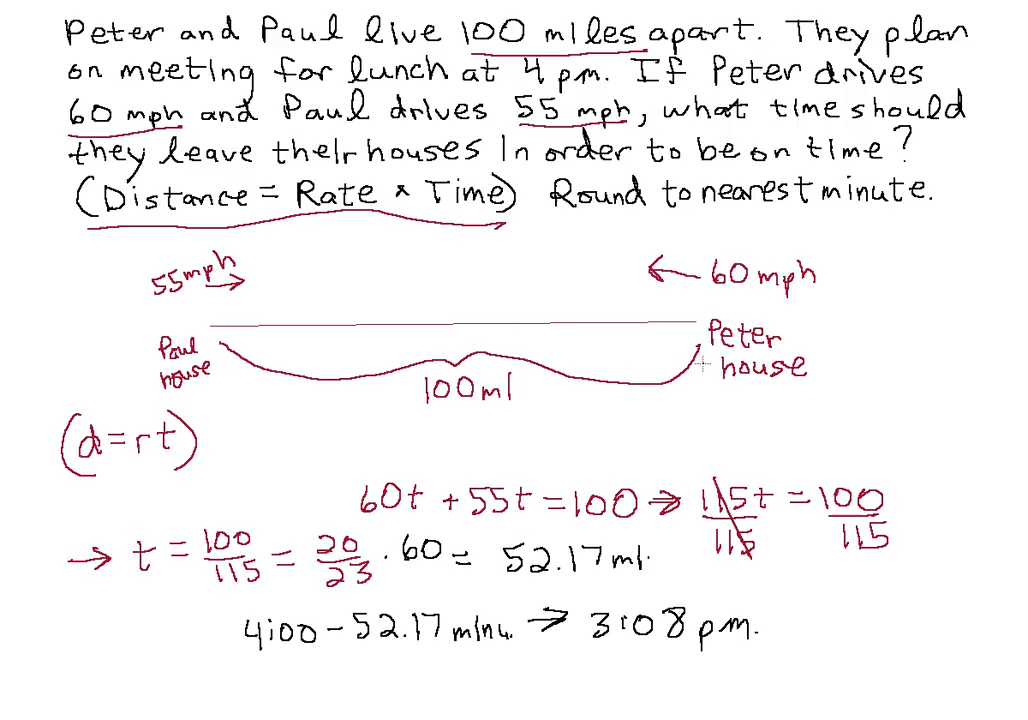 Peter and Paul live 100 miles apart. They plan
on meeting for lunch at 4 pm. If Peter drives
60 mph and Paul drives 55 mph, what time should
they leave their houses in order to be on time?
(Distance = Rate * Time) Round to nearest minute.
55mph →
← 60 mph
Paul house
Peter house
100mi
(d=rt)
60t + 55t = 100 → 115t/115 = 100/115
→ t = 100/115 = 20/23 · 60 = 52.17 mi.
4:00 - 52.17 minu. → 3:08 pm.